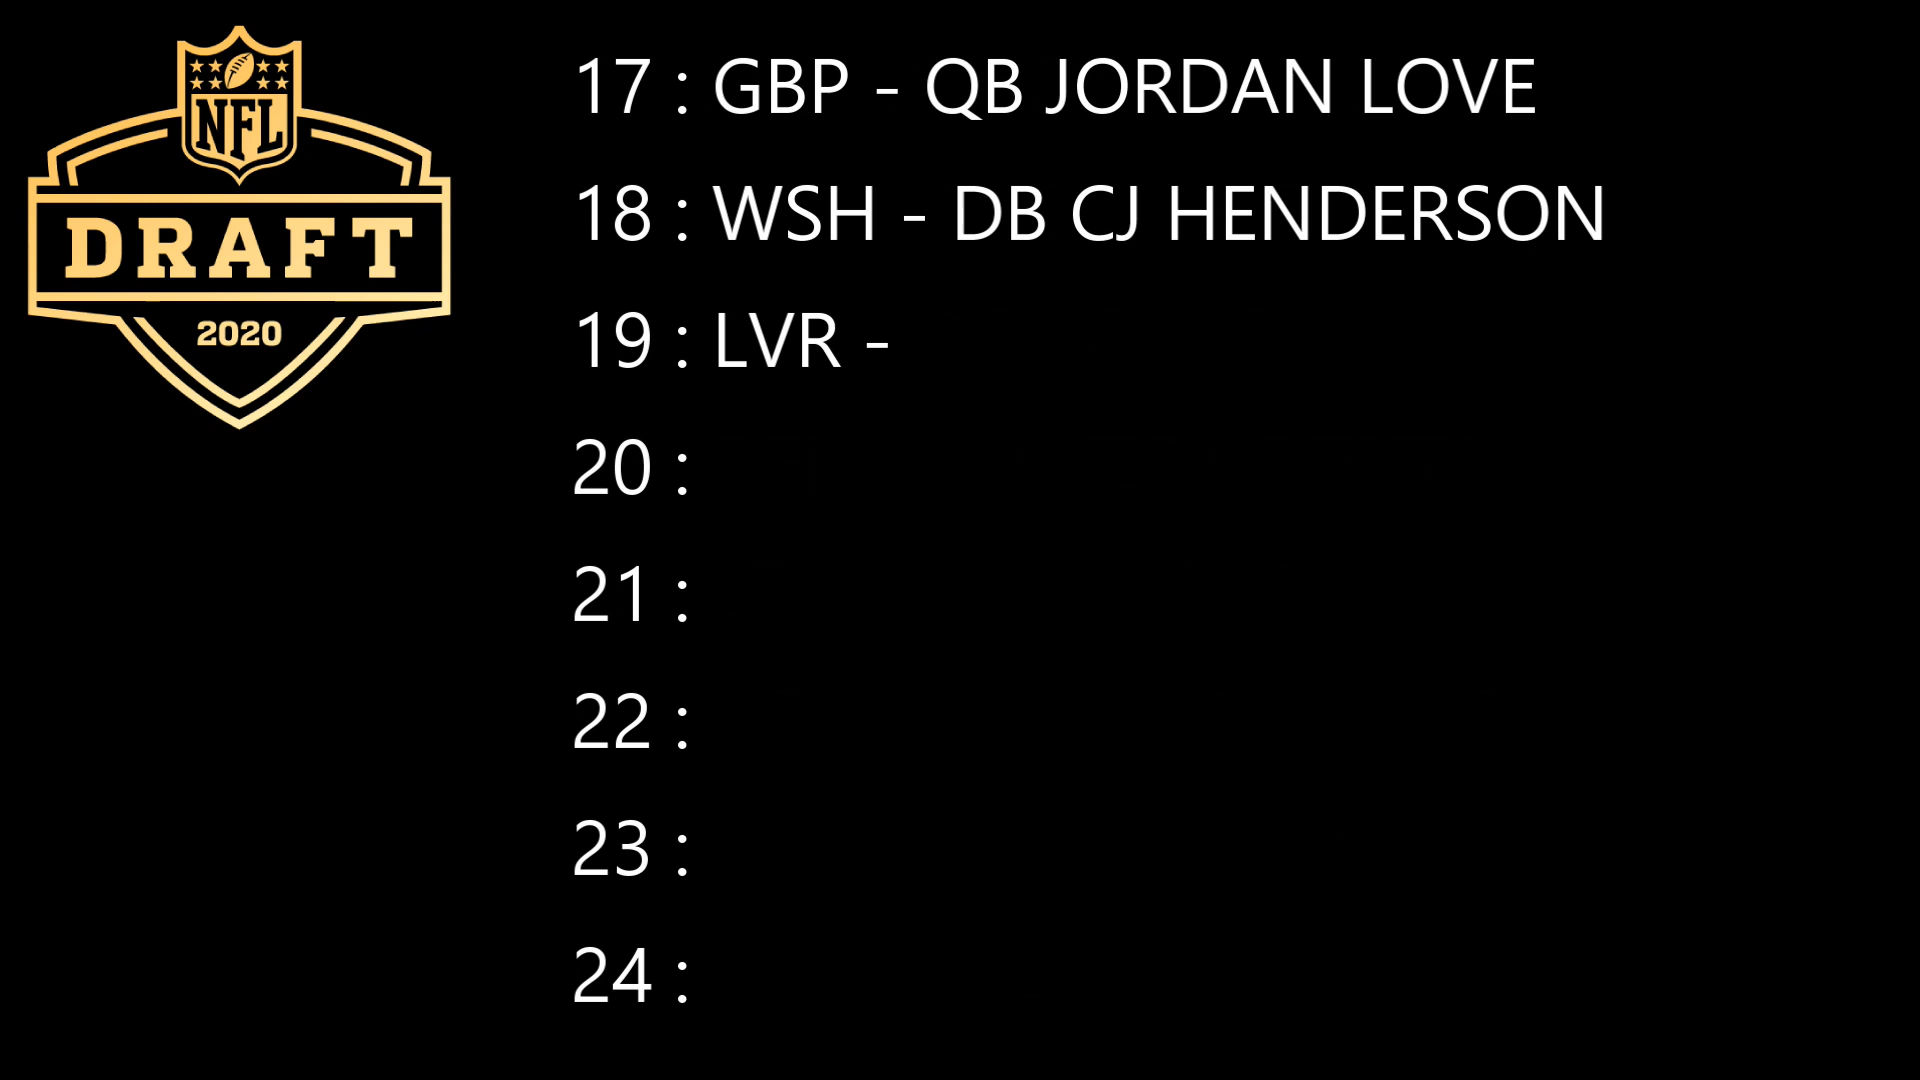 NFL
DRAFT
2020
17 : GBP - QB JORDAN LOVE
18 : WSH - DB CJ HENDERSON
19 : LVR -
20 :
21 :
22 :
23 :
24 :